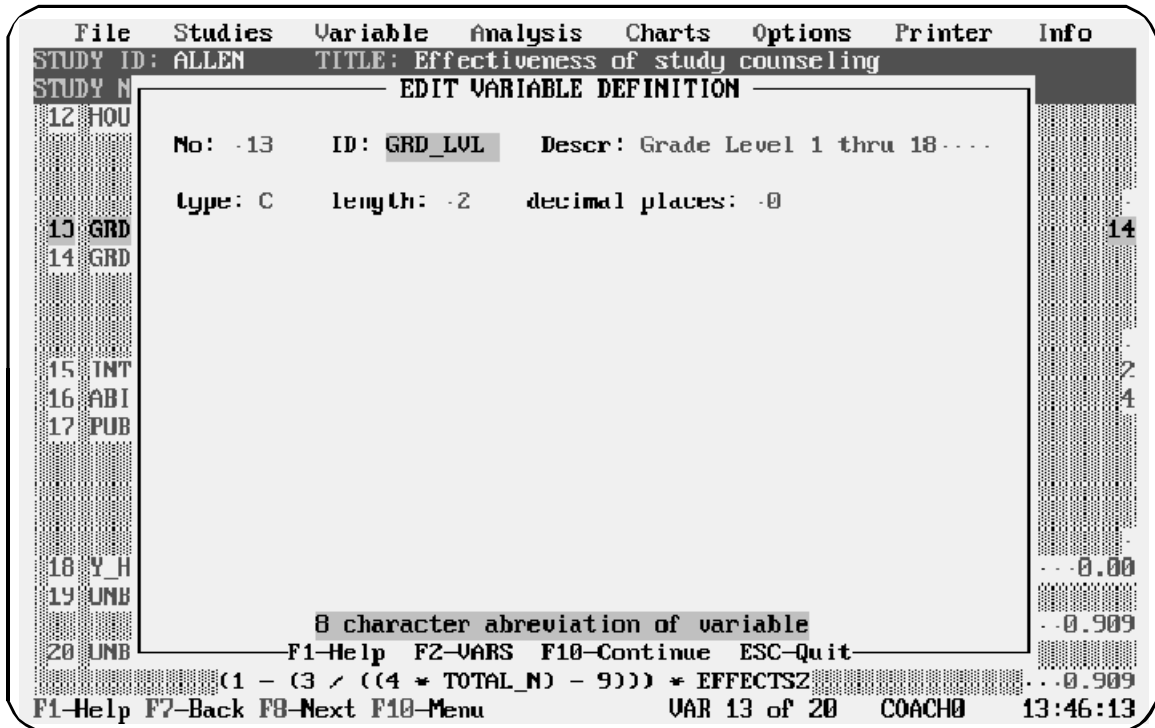 File Studies Variable Analysis Charts Options Printer Info
STUDY ID: ALLEN TITLE: Effectiveness of study counseling
STUDY N
EDIT VARIABLE DEFINITION
12 HOU
No: 13 ID: GRD_LVL Descr: Grade Level 1 thru 18
type: C length: 2 decimal places: 0
13 GRD 14
14 GRD
15 INT 2
16 ABI 4
17 PUB
18 Y_H 0.00
19 UNB
8 character abreviation of variable 0.909
20 UNB F1-Help F2-VARS F10-Continue ESC-Quit
(1 - (3 / ((4 * TOTAL_N) - 9))) * EFFECTSZ 0.909
F1-Help F7-Back F8-Next F10-Menu VAR 13 of 20 COACH0 13:46:13